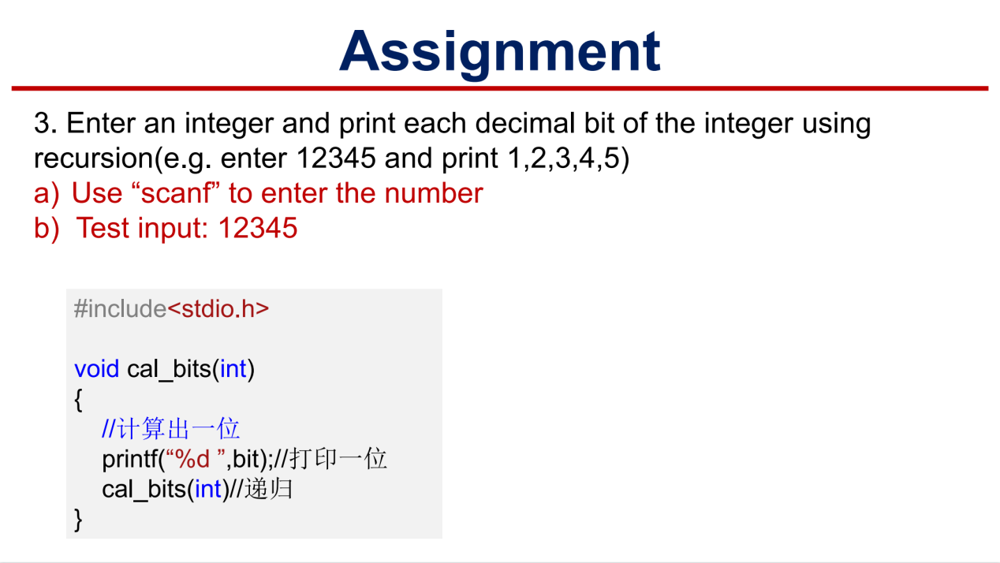 Assignment
3. Enter an integer and print each decimal bit of the integer using
recursion(e.g. enter 12345 and print 1,2,3,4,5)
a) Use “scanf” to enter the number
b) Test input: 12345
#include<stdio.h>
void cal_bits(int)
{
//计算出一位
printf(“%d ”,bit);//打印一位
cal_bits(int)//递归
}